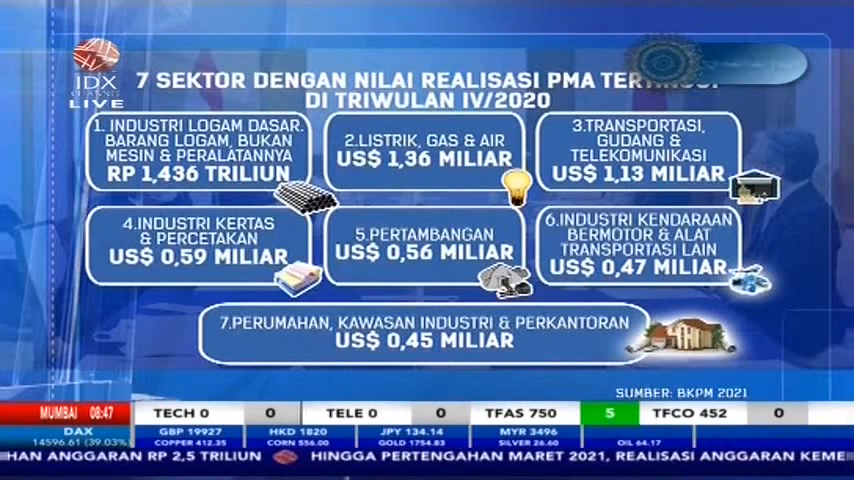 IDX
CHANNEL
LIVE
7 SEKTOR DENGAN NILAI REALISASI PMA TERTINGGI
DI TRIWULAN IV/2020
1. INDUSTRI LOGAM DASAR.
BARANG LOGAM, BUKAN
MESIN & PERALATANNYA
RP 1,436 TRILIUN
2.LISTRIK, GAS & AIR
US$ 1,36 MILIAR
3.TRANSPORTASI,
GUDANG &
TELEKOMUNIKASI
US$ 1,13 MILIAR
4.INDUSTRI KERTAS
& PERCETAKAN
US$ 0,59 MILIAR
5.PERTAMBANGAN
US$ 0,56 MILIAR
6.INDUSTRI KENDARAAN
BERMOTOR & ALAT
TRANSPORTASI LAIN
US$ 0,47 MILIAR
7.PERUMAHAN, KAWASAN INDUSTRI & PERKANTORAN
US$ 0,45 MILIAR
SUMBER: BKPM 2021
MUMBAI 08:47 TECH 0 0 TELE 0 0 TFAS 750 5 TFCO 452 0
DAX GBP 19927 HKD 1820 JPY 134.14 MYR 3496
14596.61 (39.03%) COPPER 412.35 CORN 556.00 GOLD 1754.83 SILVER 26.60 OIL 64.17
HAN ANGGARAN RP 2,5 TRILIUN HINGGA PERTENGAHAN MARET 2021, REALISASI ANGGARAN KEME